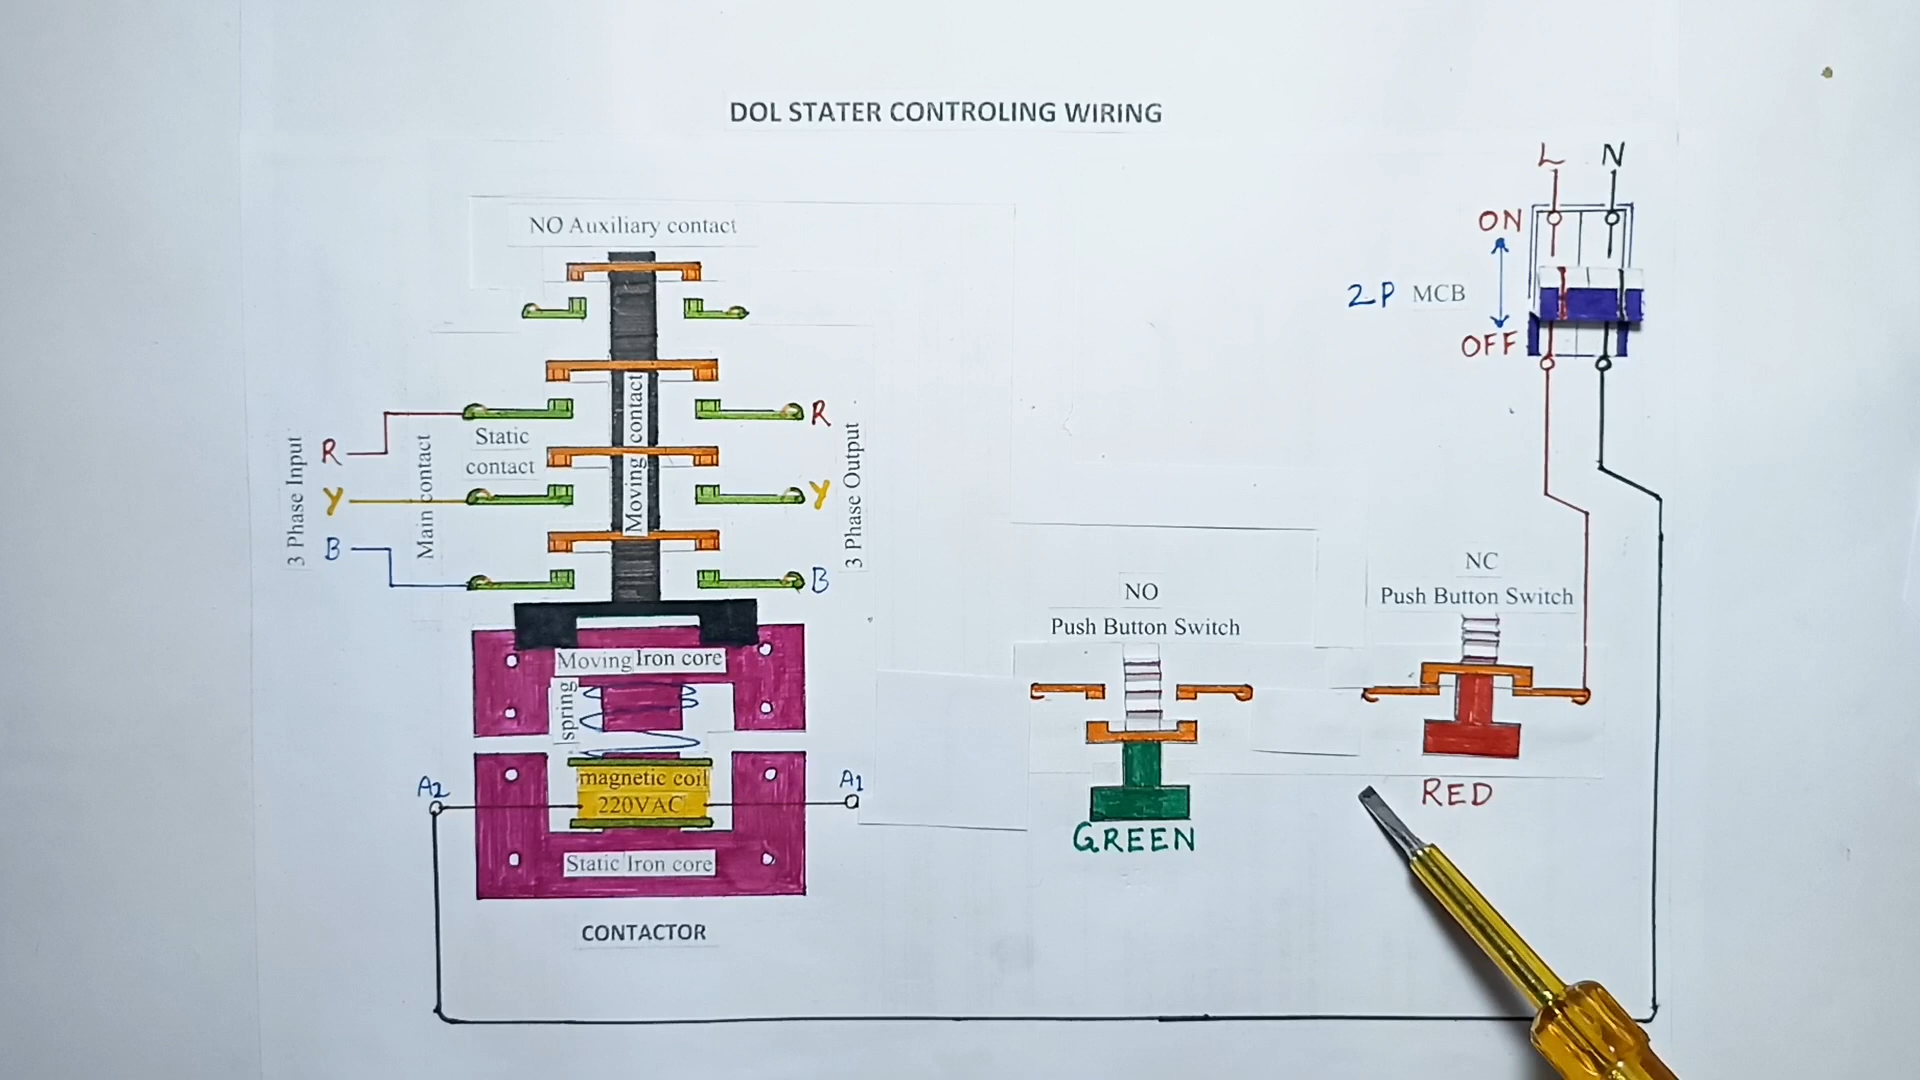 DOL STATER CONTROLING WIRING
L N
ON
2P MCB
OFF
NO Auxiliary contact
3 Phase Input
R
Y
B
Main contact
Static
contact
Moving contact
R
Y
B
3 Phase Output
Moving Iron core
spring
magnetic coil
220VAC
A2
A1
Static Iron core
CONTACTOR
NO
Push Button Switch
GREEN
NC
Push Button Switch
RED